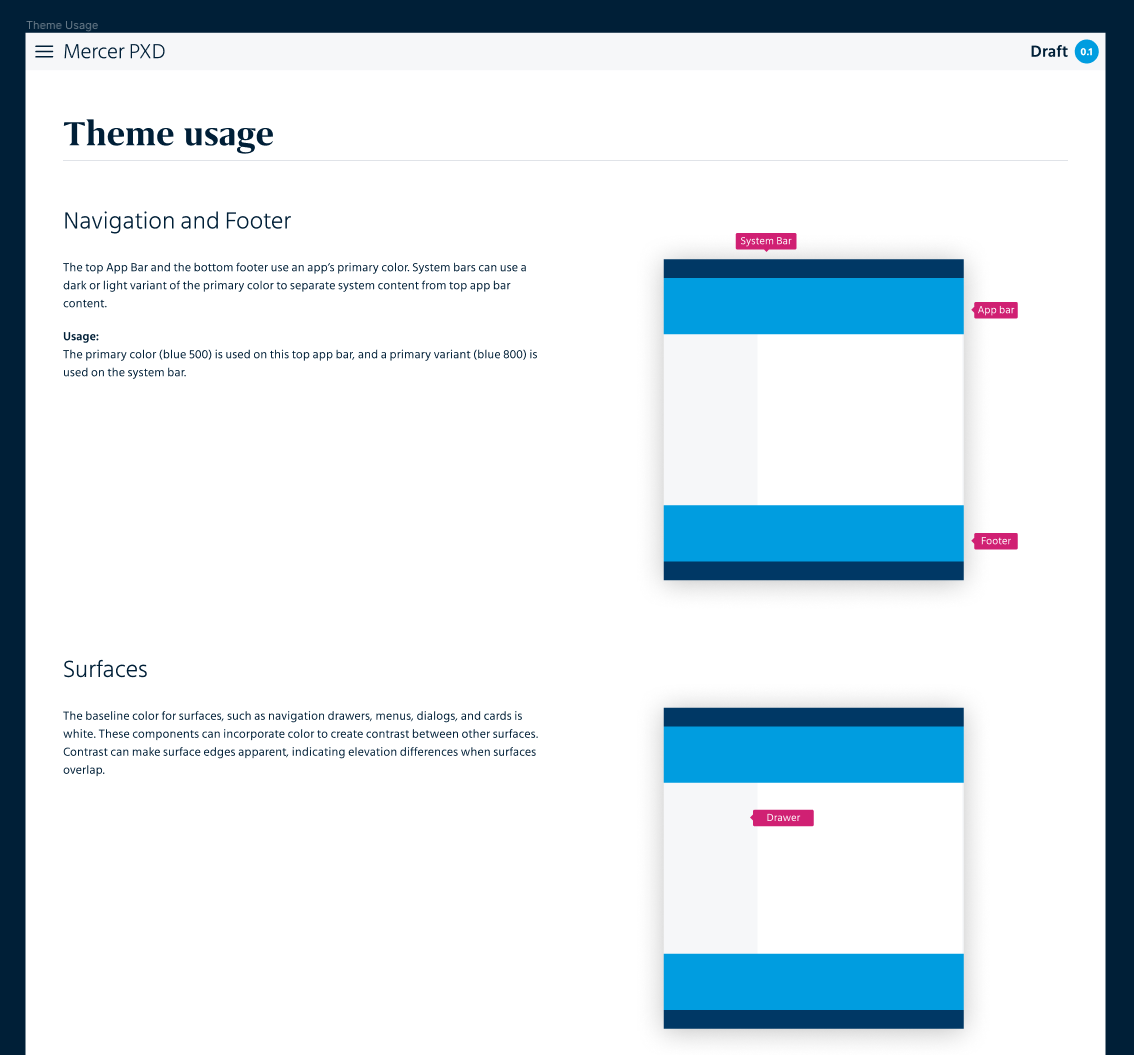 Theme Usage
Mercer PXD
Draft 0.1
Theme usage
Navigation and Footer
The top App Bar and the bottom footer use an app's primary color. System bars can use a
dark or light variant of the primary color to separate system content from top app bar
content.
Usage:
The primary color (blue 500) is used on this top app bar, and a primary variant (blue 800) is
used on the system bar.
System Bar
App bar
Footer
Surfaces
The baseline color for surfaces, such as navigation drawers, menus, dialogs, and cards is
white. These components can incorporate color to create contrast between other surfaces.
Contrast can make surface edges apparent, indicating elevation differences when surfaces
overlap.
Drawer